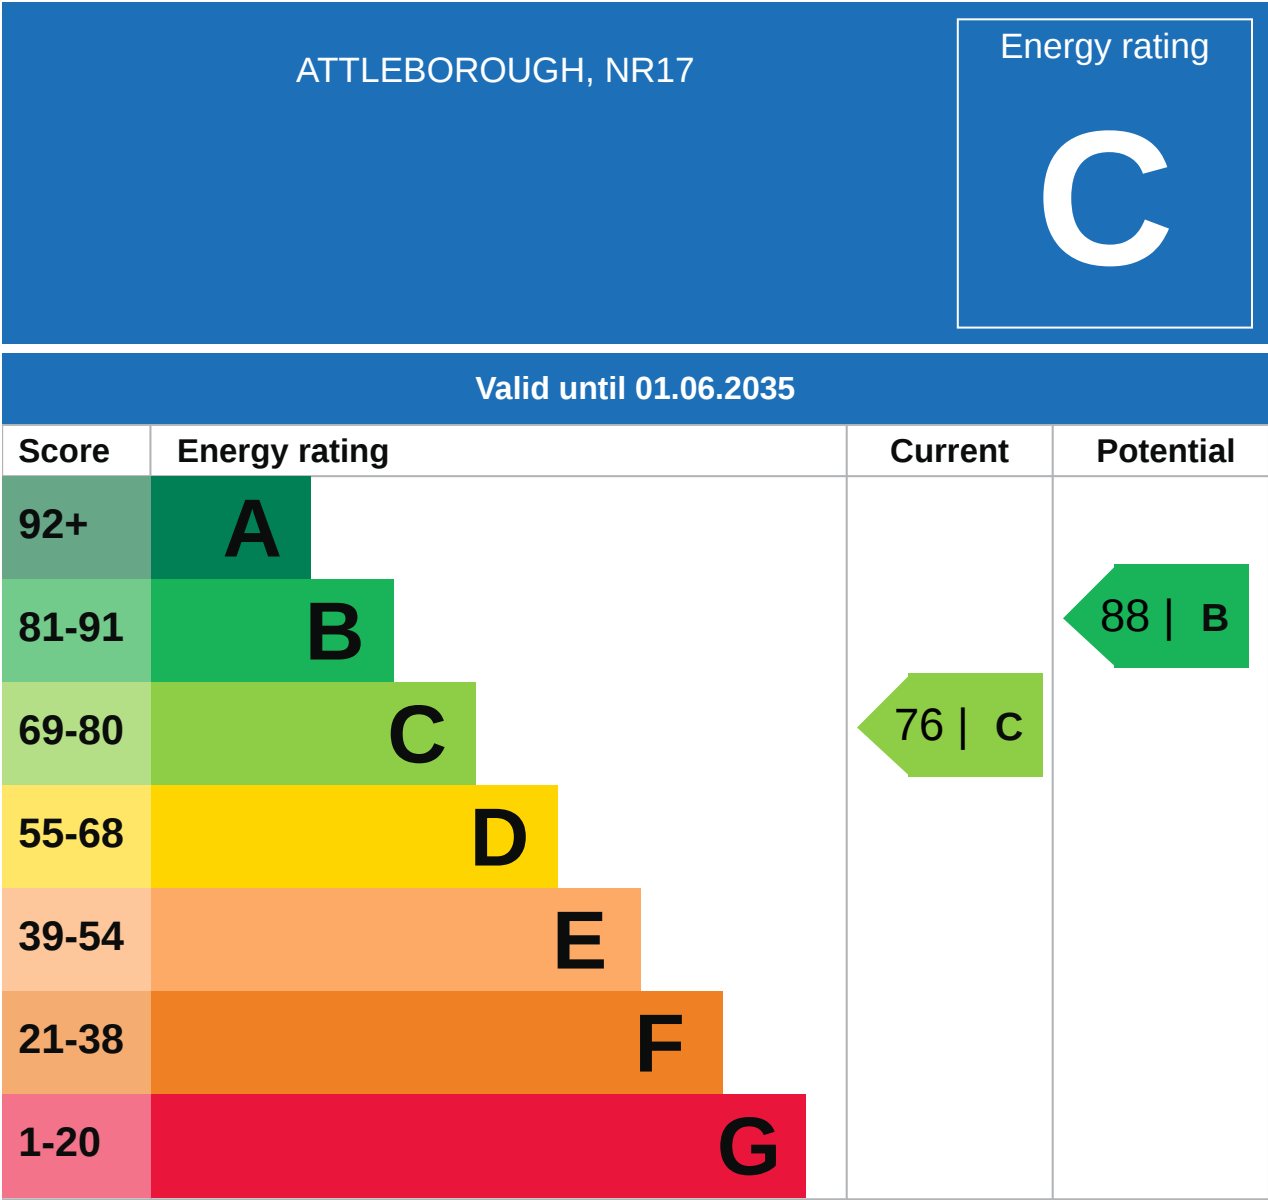 ATTLEBOROUGH, NR17
Energy rating
C
Valid until 01.06.2035
Score Energy rating Current Potential
92+ A
81-91 B 88 | B
69-80 C 76 | C
55-68 D
39-54 E
21-38 F
1-20 G